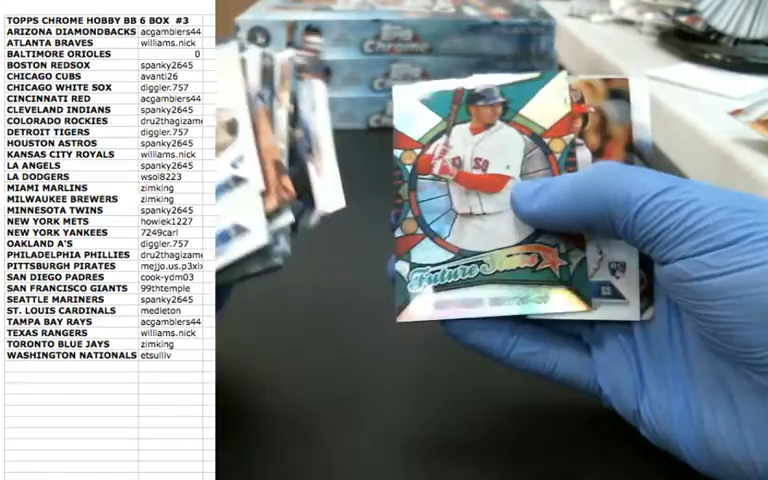 TOPPS CHROME HOBBY BB 6 BOX #3
ARIZONA DIAMONDBACKS acgamblers44
ATLANTA BRAVES williams.nick
BALTIMORE ORIOLES 0
BOSTON REDSOX spanky2645
CHICAGO CUBS avanti26
CHICAGO WHITE SOX diggler.757
CINCINNATI RED acgamblers44
CLEVELAND INDIANS spanky2645
COLORADO ROCKIES dru2thagizame
DETROIT TIGERS diggler.757
HOUSTON ASTROS spanky2645
KANSAS CITY ROYALS williams.nick
LA ANGELS spanky2645
LA DODGERS wsol8223
MIAMI MARLINS zimking
MILWAUKEE BREWERS zimking
MINNESOTA TWINS spanky2645
NEW YORK METS howiek1227
NEW YORK YANKEES 7249carl
OAKLAND A'S diggler.757
PHILADELPHIA PHILLIES dru2thagizame
PITTSBURGH PIRATES mejjo.us.p3xix
SAN DIEGO PADRES cook-ydm03
SAN FRANCISCO GIANTS 99thtemple
SEATTLE MARINERS spanky2645
ST. LOUIS CARDINALS medleton
TAMPA BAY RAYS acgamblers44
TEXAS RANGERS williams.nick
TORONTO BLUE JAYS zimking
WASHINGTON NATIONALS etsulliv
Topps
Chrome
Future Stars